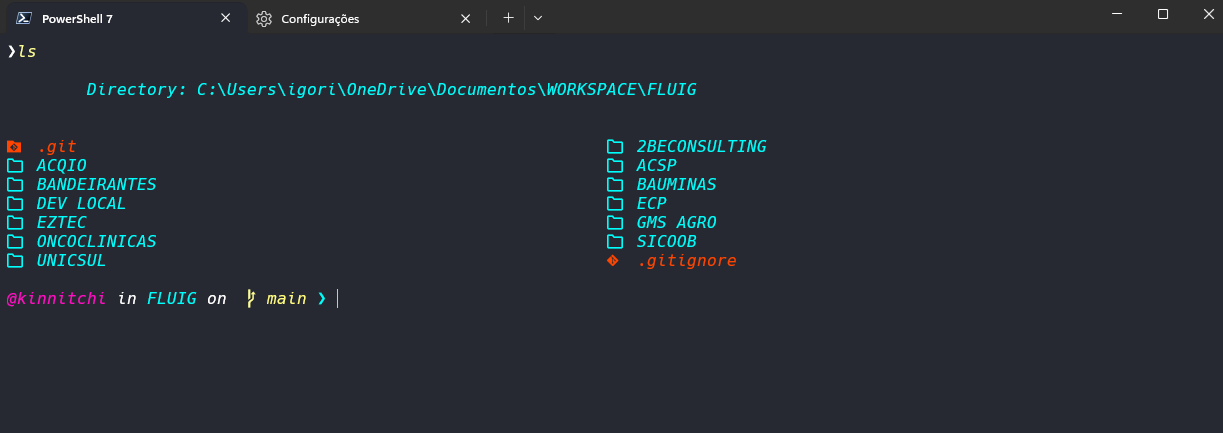 PowerShell 7 Configurações
❯ls
Directory: C:\Users\igori\OneDrive\Documentos\WORKSPACE\FLUIG
.git 2BECONSULTING
ACQIO ACSP
BANDEIRANTES BAUMINAS
DEV LOCAL ECP
EZTEC GMS AGRO
ONCOCLINICAS SICOOB
UNICSUL .gitignore
@kinnitchi in FLUIG on main ❯